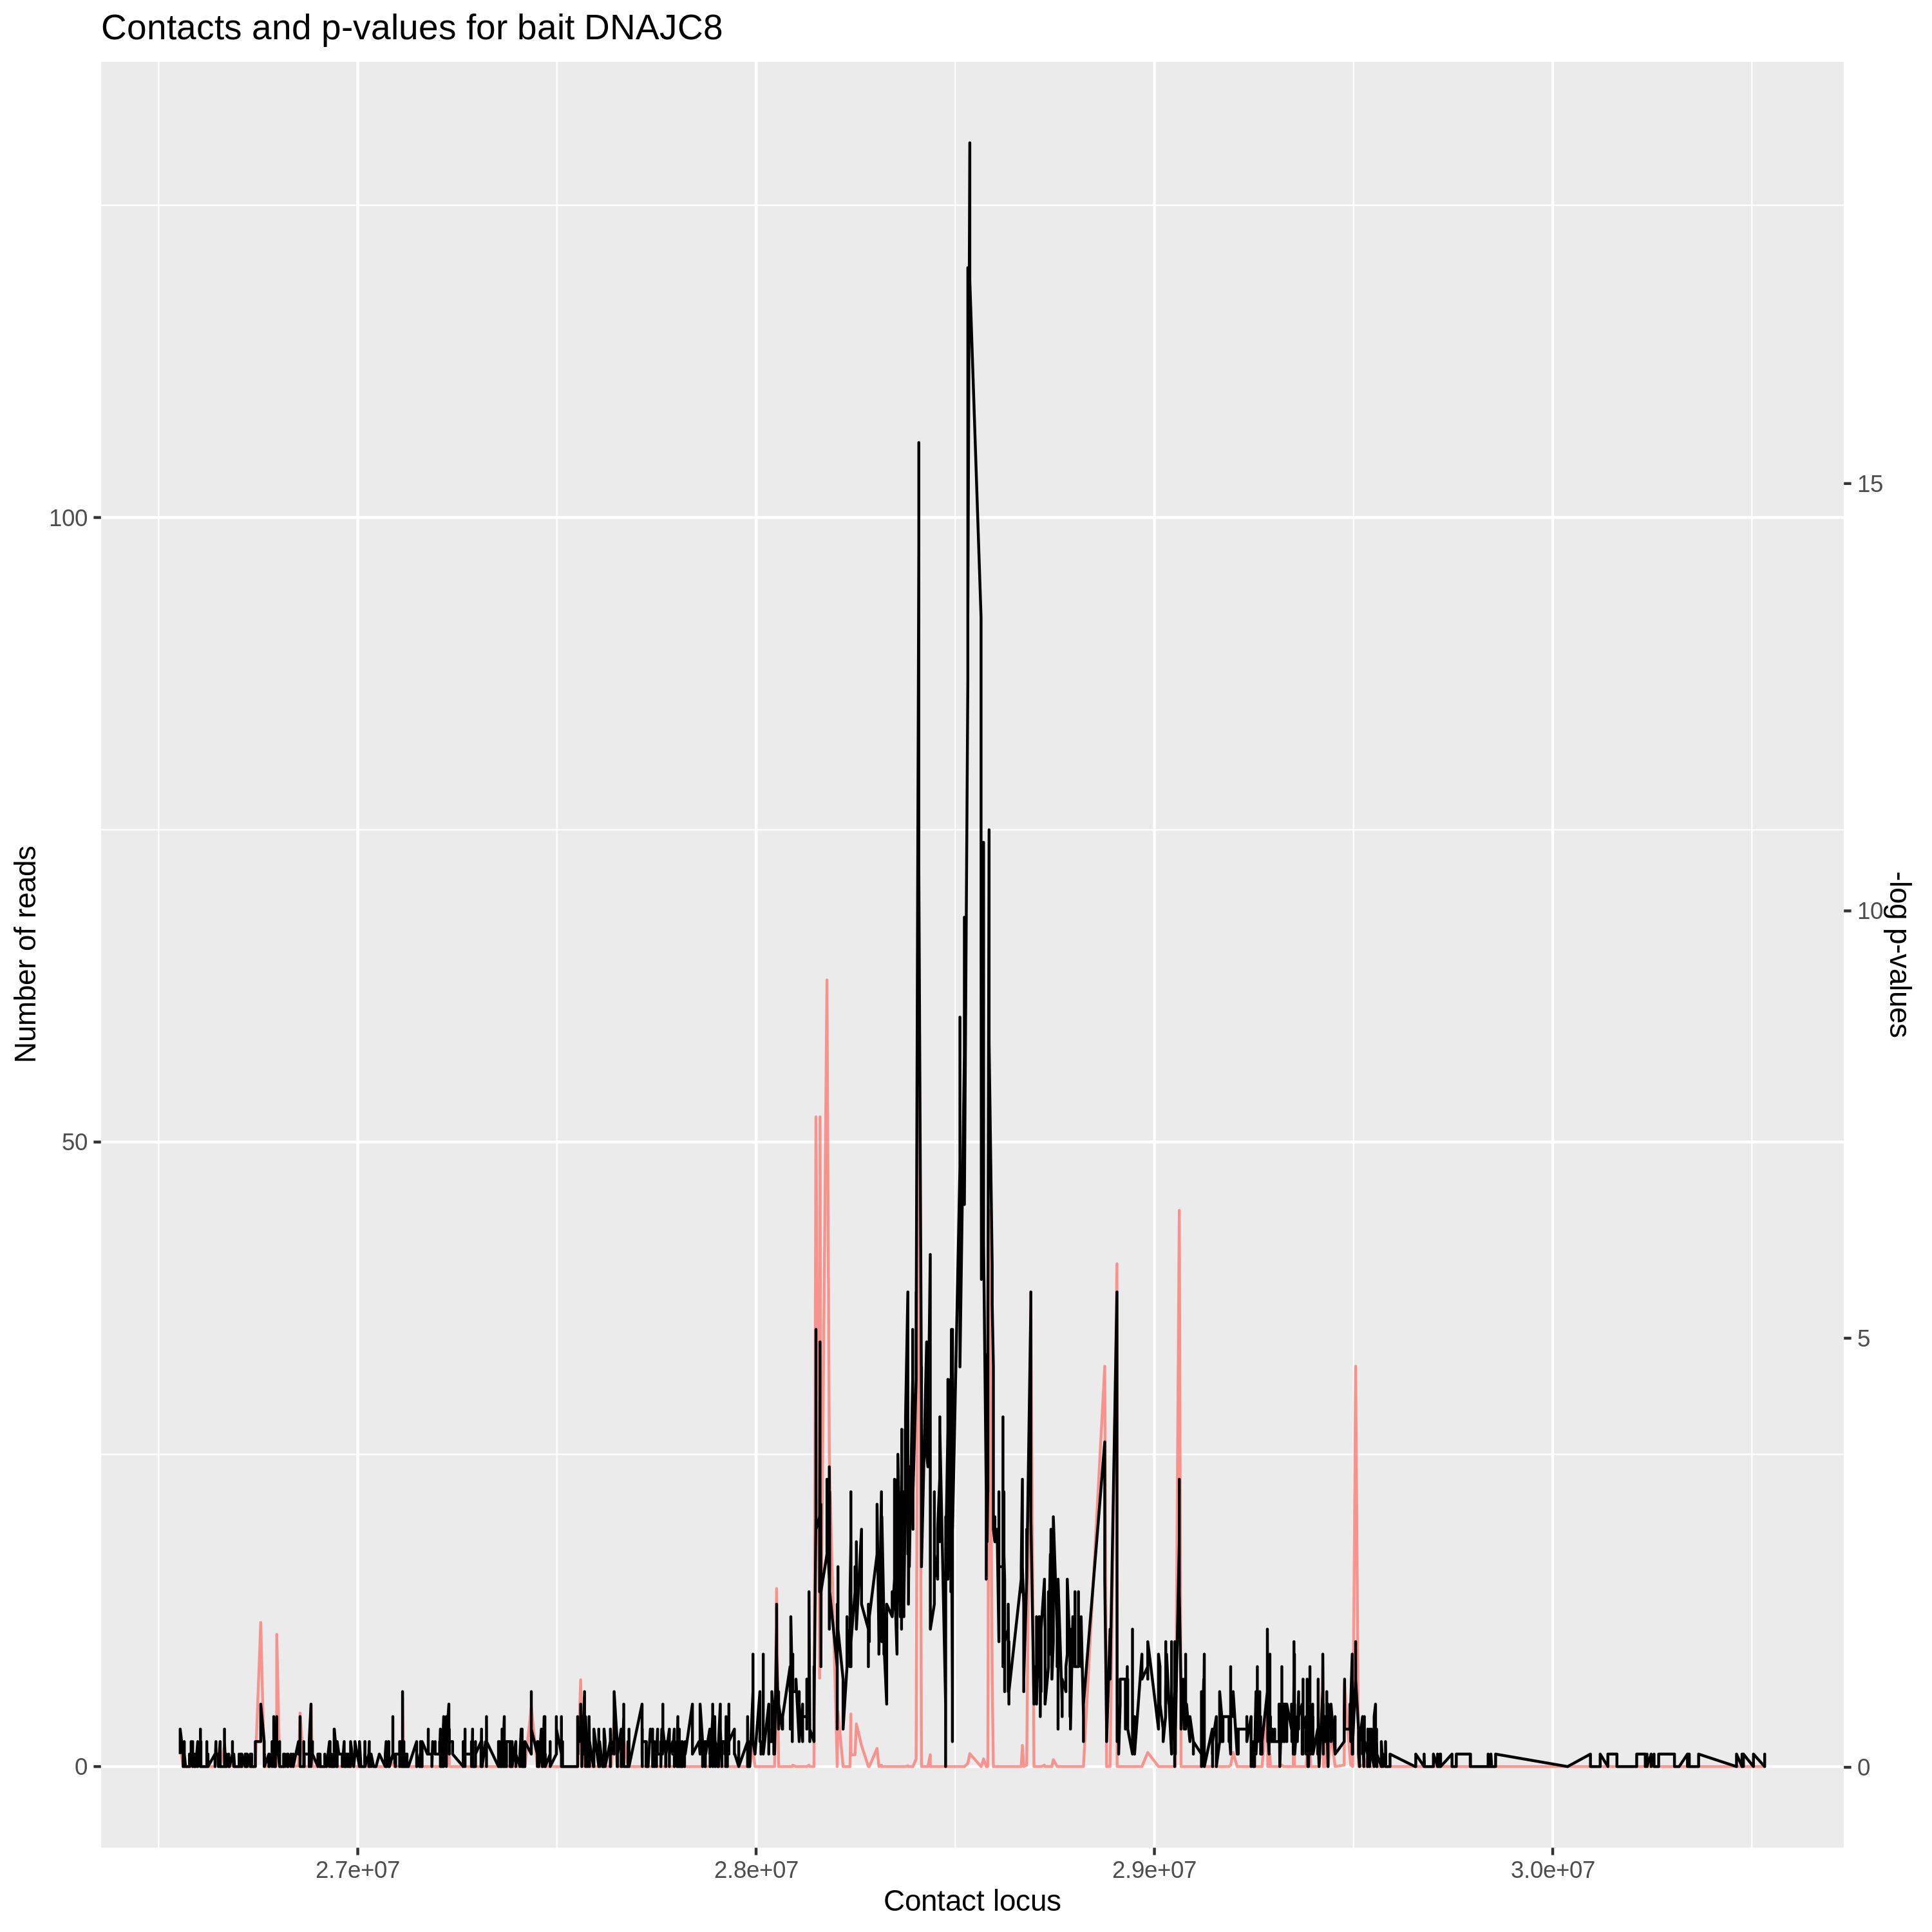 Contacts and p-values for bait DNAJC8
Number of reads
100
50
0
15
10
5
0
-log p-values
2.7e+07
2.8e+07
2.9e+07
3.0e+07
Contact locus